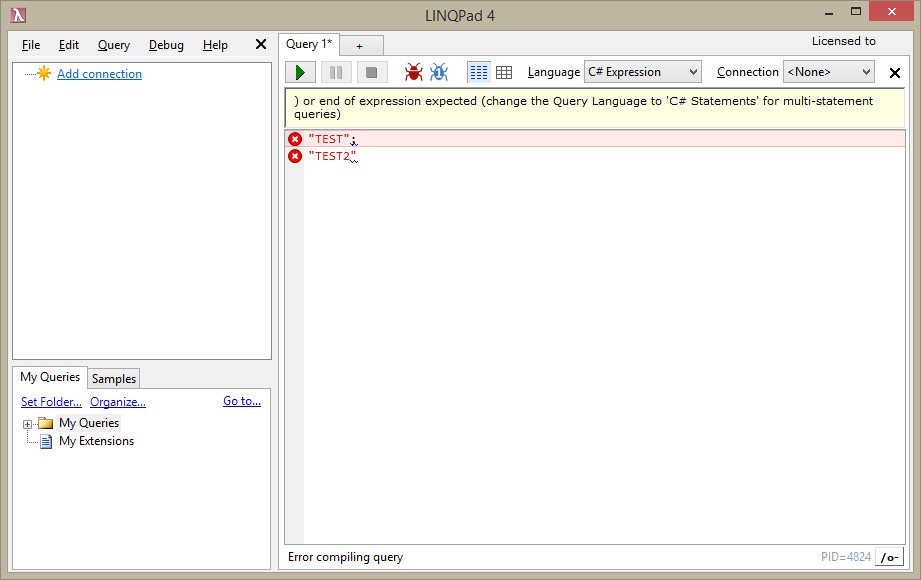 LINQPad 4
File Edit Query Debug Help
Query 1*
+
Licensed to
Add connection
Language C# Expression Connection <None>
) or end of expression expected (change the Query Language to 'C# Statements' for multi-statement
queries)
"TEST";
"TEST2"
My Queries Samples
Set Folder... Organize... Go to...
My Queries
My Extensions
Error compiling query
PID=4824 /o-